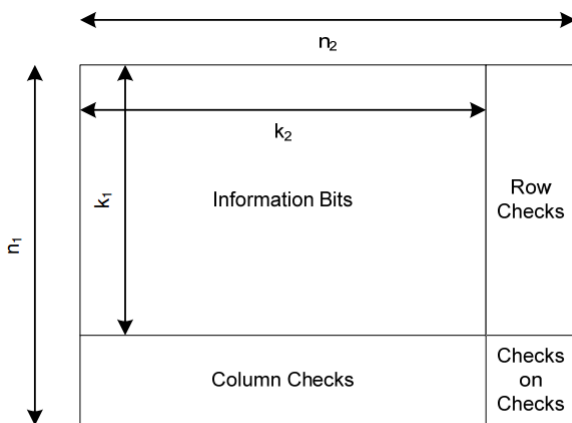 n₂
k₂
k₁
n₁
Information Bits
Row
Checks
Column Checks
Checks
on
Checks